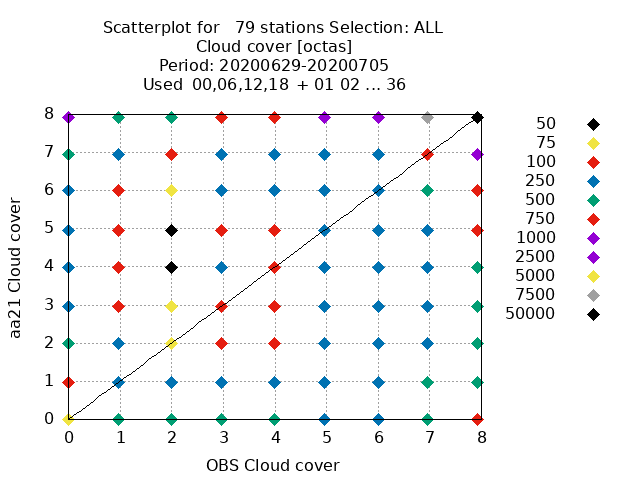 Scatterplot for 79 stations Selection: ALL
Cloud cover [octas]
Period: 20200629-20200705
Used 00,06,12,18 + 01 02 ... 36
8
7
6
5
4
3
2
1
0
aa21 Cloud cover
0 1 2 3 4 5 6 7 8
OBS Cloud cover
50
75
100
250
500
750
1000
2500
5000
7500
50000